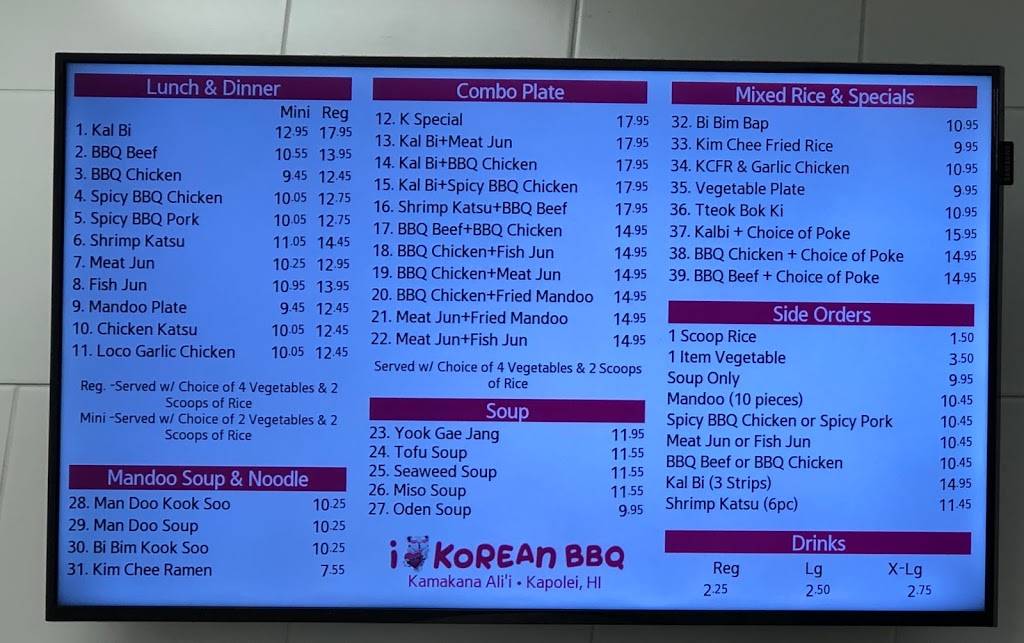 Lunch & Dinner
Mini Reg
1. Kal Bi 12.95 17.95
2. BBQ Beef 10.55 13.95
3. BBQ Chicken 9.45 12.45
4. Spicy BBQ Chicken 10.05 12.75
5. Spicy BBQ Pork 10.05 12.75
6. Shrimp Katsu 11.05 14.45
7. Meat Jun 10.25 12.95
8. Fish Jun 10.95 13.95
9. Mandoo Plate 9.45 12.45
10. Chicken Katsu 10.05 12.45
11. Loco Garlic Chicken 10.05 12.45
Reg. -Served w/ Choice of 4 Vegetables & 2
Scoops of Rice
Mini -Served w/ Choice of 2 Vegetables & 2
Scoops of Rice
Mandoo Soup & Noodle
28. Man Doo Kook Soo 10.25
29. Man Doo Soup 10.25
30. Bi Bim Kook Soo 10.25
31. Kim Chee Ramen 7.55
Combo Plate
12. K Special 17.95
13. Kal Bi+Meat Jun 17.95
14. Kal Bi+BBQ Chicken 17.95
15. Kal Bi+Spicy BBQ Chicken 17.95
16. Shrimp Katsu+BBQ Beef 17.95
17. BBQ Beef+BBQ Chicken 14.95
18. BBQ Chicken+Fish Jun 14.95
19. BBQ Chicken+Meat Jun 14.95
20. BBQ Chicken+Fried Mandoo 14.95
21. Meat Jun+Fried Mandoo 14.95
22. Meat Jun+Fish Jun 14.95
Served w/ Choice of 4 Vegetables & 2 Scoops
of Rice
Soup
23. Yook Gae Jang 11.95
24. Tofu Soup 11.55
25. Seaweed Soup 11.55
26. Miso Soup 11.55
27. Oden Soup 9.95
i KOREAN BBQ
Kamakana Ali'i • Kapolei, HI
Mixed Rice & Specials
32. Bi Bim Bap 10.95
33. Kim Chee Fried Rice 9.95
34. KCFR & Garlic Chicken 10.95
35. Vegetable Plate 9.95
36. Tteok Bok Ki 10.95
37. Kalbi + Choice of Poke 15.95
38. BBQ Chicken + Choice of Poke 14.95
39. BBQ Beef + Choice of Poke 14.95
Side Orders
1 Scoop Rice 1.50
1 Item Vegetable 3.50
Soup Only 9.95
Mandoo (10 pieces) 10.45
Spicy BBQ Chicken or Spicy Pork 10.45
Meat Jun or Fish Jun 10.45
BBQ Beef or BBQ Chicken 10.45
Kal Bi (3 Strips) 14.95
Shrimp Katsu (6pc) 11.45
Drinks
Reg Lg X-Lg
2.25 2.50 2.75